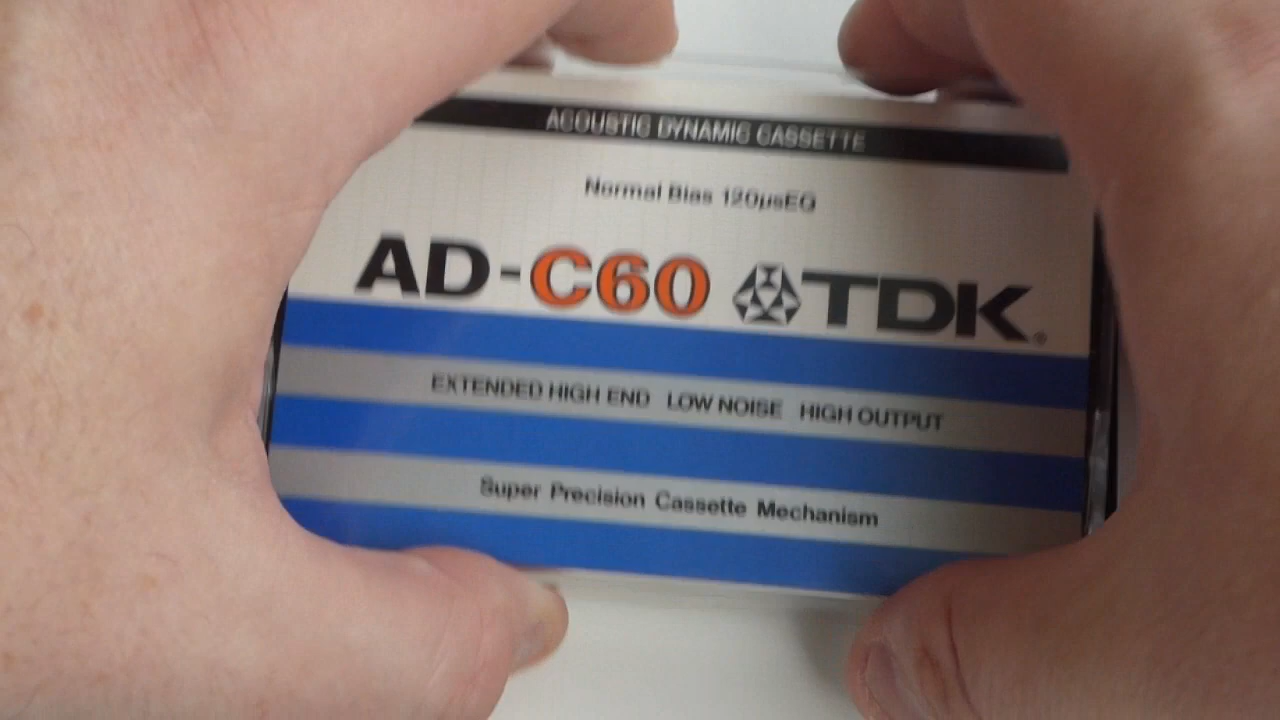 ACOUSTIC DYNAMIC CASSETTE
Normal Bias 120µsEQ
AD-C60 TDK®
EXTENDED HIGH END LOW NOISE HIGH OUTPUT
Super Precision Cassette Mechanism